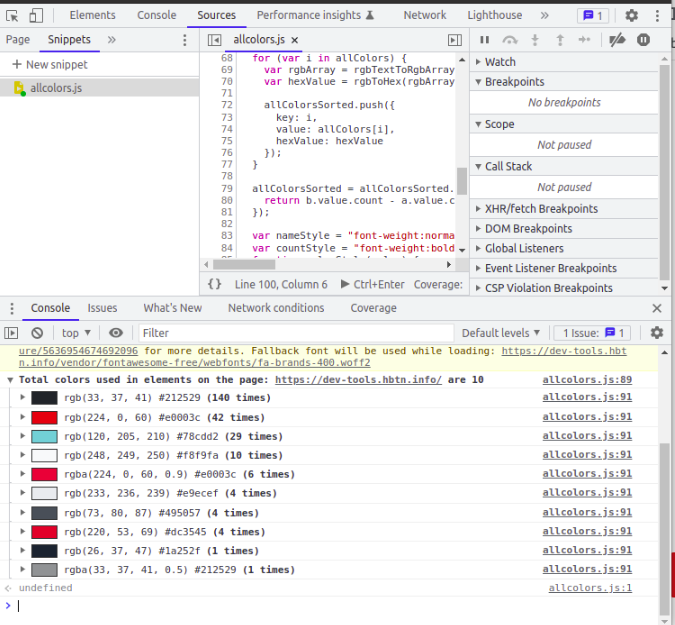 Elements Console Sources Performance insights Network Lighthouse » 1
Page Snippets »
+ New snippet
allcolors.js
allcolors.js ×
68 for (var i in allColors) {
69 var rgbArray = rgbTextToRgbArray
70 var hexValue = rgbToHex(rgbArray
71
72 allColorsSorted.push({
73 key: i,
74 value: allColors[i],
75 hexValue: hexValue
76 });
77 }
78
79 allColorsSorted = allColorsSorted.
80 return b.value.count - a.value.c
81 });
82
83 var nameStyle = "font-weight:norma
84 var countStyle = "font-weight:bold
{} Line 100, Column 6 Ctrl+Enter Coverage:
Watch
Breakpoints
No breakpoints
Scope
Not paused
Call Stack
Not paused
XHR/fetch Breakpoints
DOM Breakpoints
Global Listeners
Event Listener Breakpoints
CSP Violation Breakpoints
Console Issues What's New Network conditions Coverage
top Filter Default levels 1 Issue: 1
ure/5636954674692096 for more details. Fallback font will be used while loading: https://dev-tools.hbt
n.info/vendor/fontawesome-free/webfonts/fa-brands-400.woff2
Total colors used in elements on the page: https://dev-tools.hbtn.info/ are 10 allcolors.js:89
rgb(33, 37, 41) #212529 (140 times) allcolors.js:91
rgb(224, 0, 60) #e0003c (42 times) allcolors.js:91
rgb(120, 205, 210) #78cdd2 (29 times) allcolors.js:91
rgb(248, 249, 250) #f8f9fa (10 times) allcolors.js:91
rgba(224, 0, 60, 0.9) #e0003c (6 times) allcolors.js:91
rgb(233, 236, 239) #e9ecef (4 times) allcolors.js:91
rgb(73, 80, 87) #495057 (4 times) allcolors.js:91
rgb(220, 53, 69) #dc3545 (4 times) allcolors.js:91
rgb(26, 37, 47) #1a252f (1 times) allcolors.js:91
rgba(33, 37, 41, 0.5) #212529 (1 times) allcolors.js:91
undefined allcolors.js:1